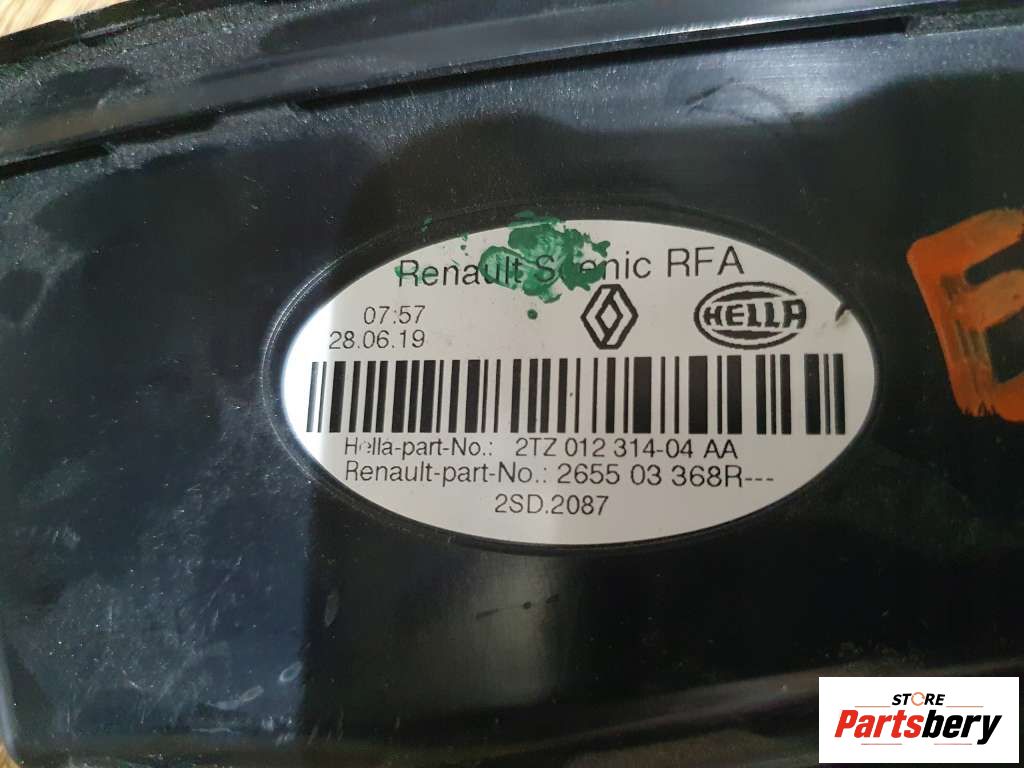 Renault Scenic RFA
07:57
28.06.19
HELLA
Hella-part-No.: 2TZ 012 314-04 AA
Renault-part-No.: 2655 03 368R---
2SD.2087
STORE
Partsbery